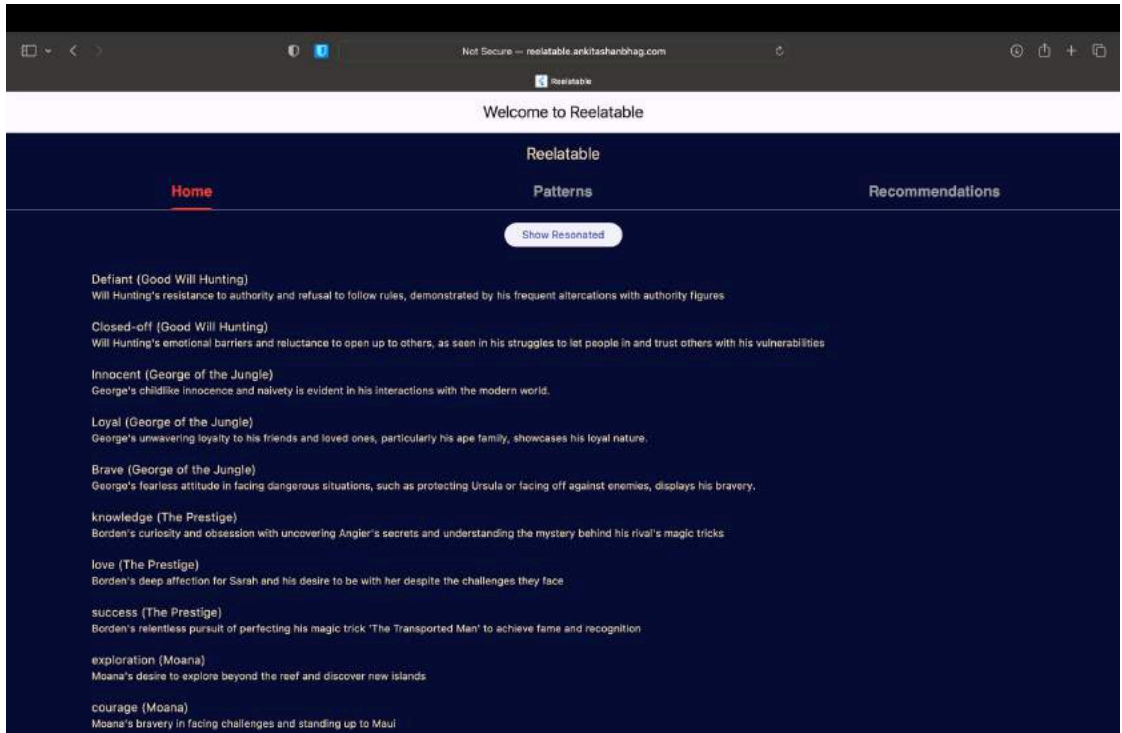 Not Secure — reelatable.ankitashanbhag.com
Reelatable
Welcome to Reelatable
Reelatable
Home Patterns Recommendations
Show Resonated
Defiant (Good Will Hunting)
Will Hunting's resistance to authority and refusal to follow rules, demonstrated by his frequent altercations with authority figures
Closed-off (Good Will Hunting)
Will Hunting's emotional barriers and reluctance to open up to others, as seen in his struggles to let people in and trust others with his vulnerabilities
Innocent (George of the Jungle)
George's childlike innocence and naivety is evident in his interactions with the modern world.
Loyal (George of the Jungle)
George's unwavering loyalty to his friends and loved ones, particularly his ape family, showcases his loyal nature.
Brave (George of the Jungle)
George's fearless attitude in facing dangerous situations, such as protecting Ursula or facing off against enemies, displays his bravery.
knowledge (The Prestige)
Borden's curiosity and obsession with uncovering Angier's secrets and understanding the mystery behind his rival's magic tricks
love (The Prestige)
Borden's deep affection for Sarah and his desire to be with her despite the challenges they face
success (The Prestige)
Borden's relentless pursuit of perfecting his magic trick 'The Transported Man' to achieve fame and recognition
exploration (Moana)
Moana's desire to explore beyond the reef and discover new islands
courage (Moana)
Moana's bravery in facing challenges and standing up to Maui